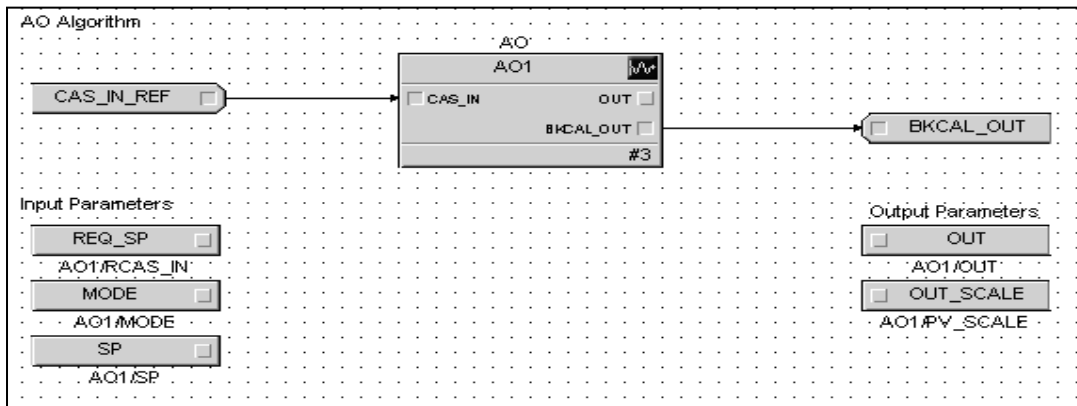 AO Algorithm
AO
AO1
CAS_IN_REF
CAS_IN
OUT
BKCAL_OUT
BKCAL_OUT
#3
Input Parameters
Output Parameters
REQ_SP
OUT
AO1/RCAS_IN
AO1/OUT
MODE
OUT_SCALE
AO1/MODE
AO1/PV_SCALE
SP
AO1/SP